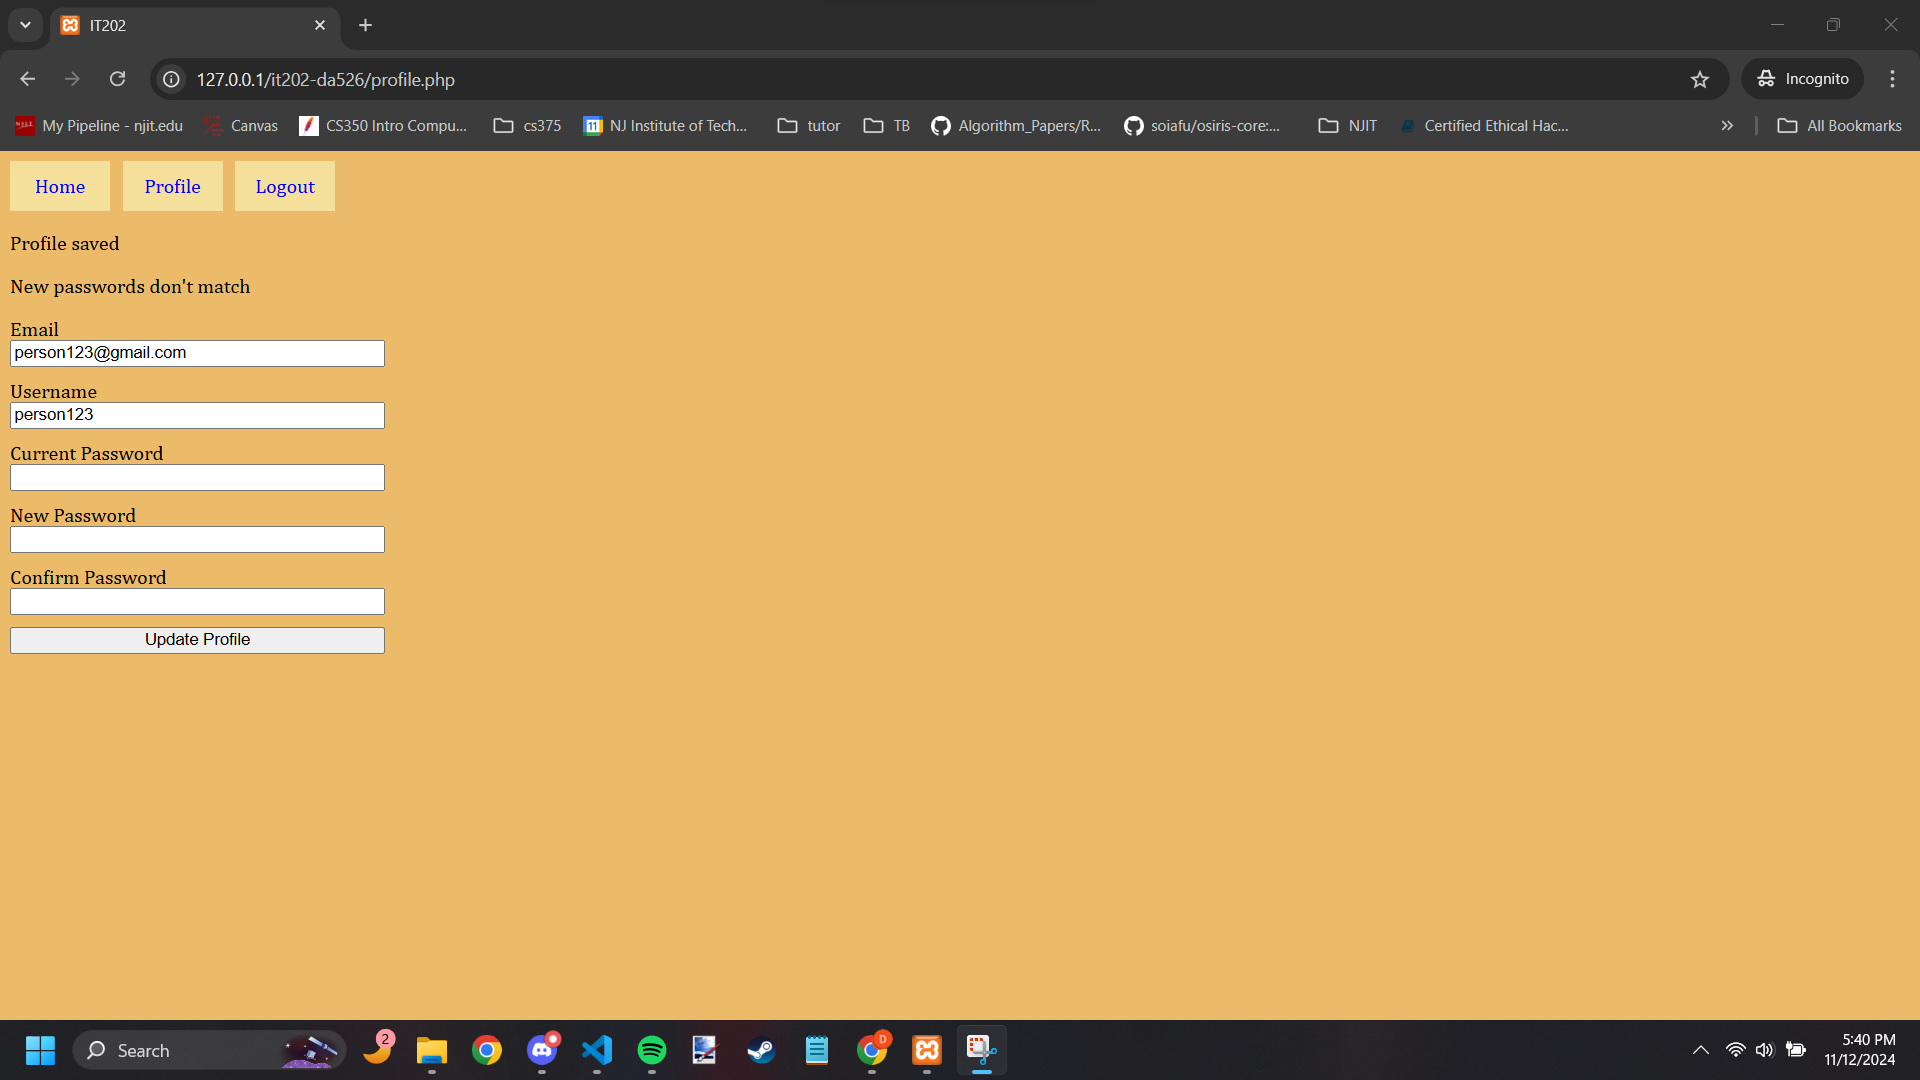 IT202
127.0.0.1/it202-da526/profile.php
Incognito
My Pipeline - njit.edu
Canvas
CS350 Intro Compu...
cs375
NJ Institute of Tech...
tutor
TB
Algorithm_Papers/R...
soiafu/osiris-core:...
NJIT
Certified Ethical Hac...
All Bookmarks
Home
Profile
Logout
Profile saved
New passwords don't match
Email
person123@gmail.com
Username
person123
Current Password
New Password
Confirm Password
Update Profile
Search
2
D
5:40 PM
11/12/2024